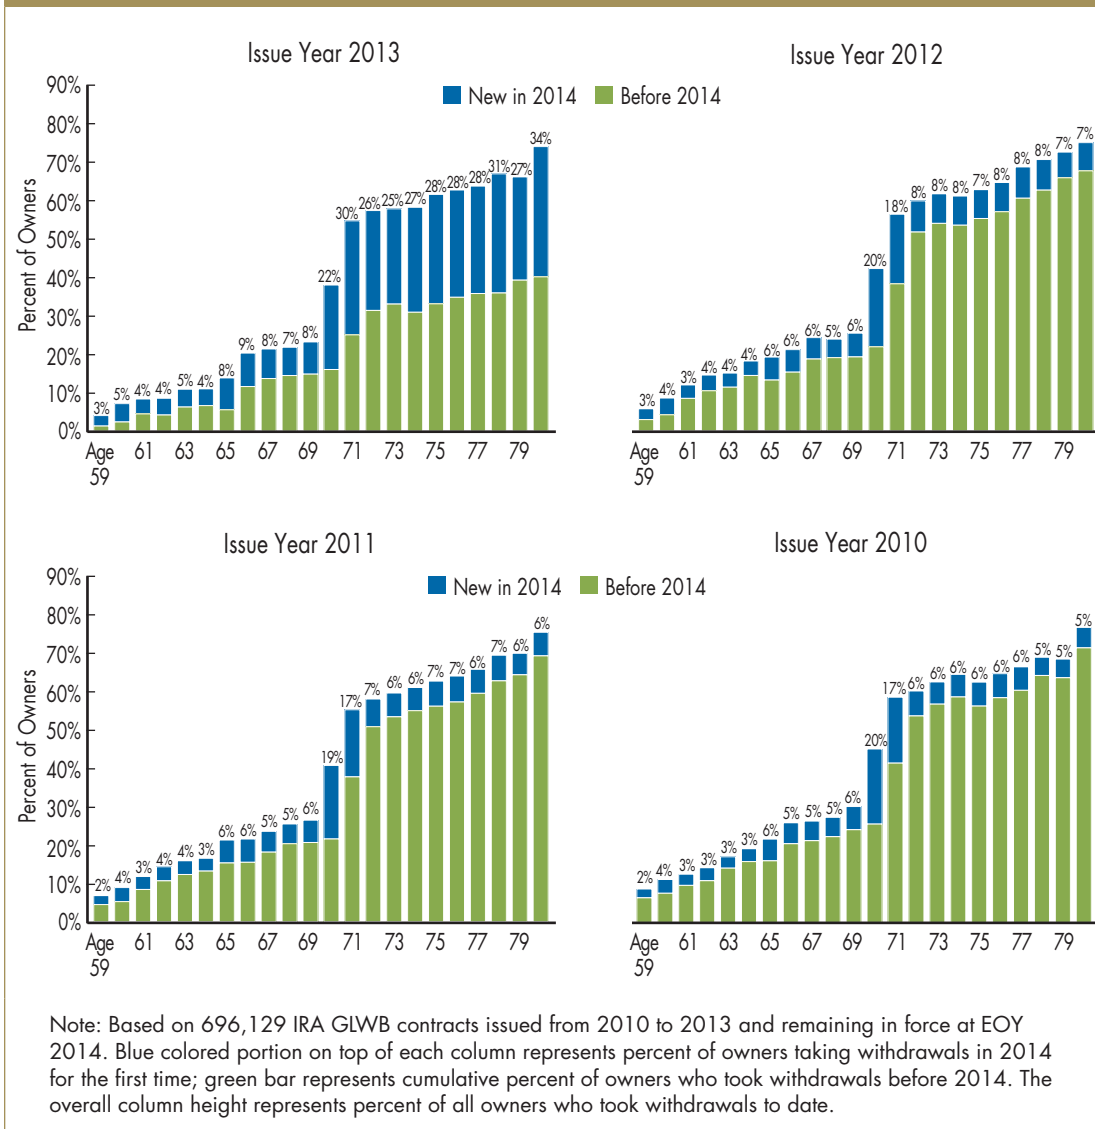 Issue Year 2013
New in 2014 Before 2014
Percent of Owners
90%
80%
70%
60%
50%
40%
30%
20%
10%
0%
3% 5% 4% 4% 5% 4% 8% 9% 8% 7% 8% 22% 30% 26% 25% 27% 28% 28% 28% 31% 27% 34%
Age 61 63 65 67 69 71 73 75 77 79
59
Issue Year 2012
3% 4% 3% 4% 4% 4% 6% 6% 6% 5% 6% 20% 18% 8% 8% 8% 7% 8% 8% 8% 7% 7%
Age 61 63 65 67 69 71 73 75 77 79
59
Issue Year 2011
New in 2014 Before 2014
Percent of Owners
90%
80%
70%
60%
50%
40%
30%
20%
10%
0%
2% 4% 3% 4% 4% 3% 6% 6% 5% 5% 6% 19% 17% 7% 6% 6% 7% 7% 6% 7% 6% 6%
Age 61 63 65 67 69 71 73 75 77 79
59
Issue Year 2010
2% 4% 3% 3% 3% 3% 6% 5% 5% 5% 6% 20% 17% 6% 6% 6% 6% 6% 6% 5% 5% 5%
Age 61 63 65 67 69 71 73 75 77 79
59
Note: Based on 696,129 IRA GLWB contracts issued from 2010 to 2013 and remaining in force at EOY
2014. Blue colored portion on top of each column represents percent of owners taking withdrawals in 2014
for the first time; green bar represents cumulative percent of owners who took withdrawals before 2014. The
overall column height represents percent of all owners who took withdrawals to date.